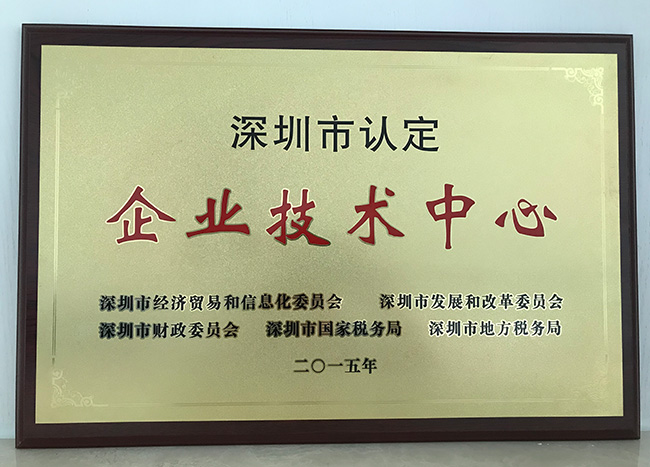 深圳市认定
企业技术中心
深圳市经济贸易和信息化委员会 深圳市发展和改革委员会
深圳市财政委员会 深圳市国家税务局 深圳市地方税务局
二〇一五年